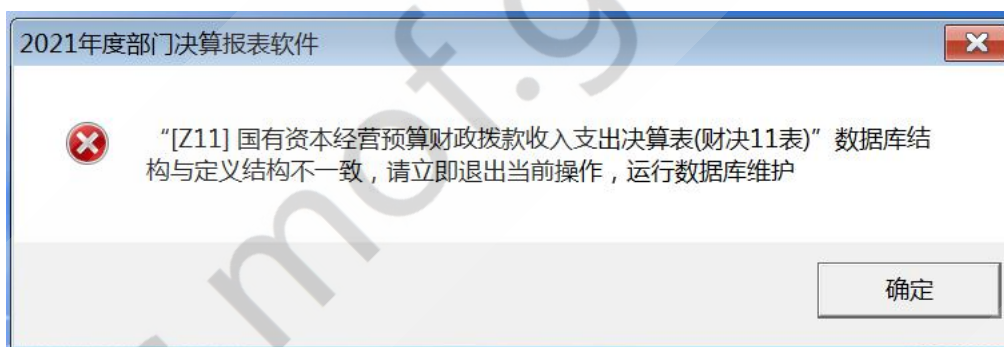 2021年度部门决算报表软件
“[Z11] 国有资本经营预算财政拨款收入支出决算表(财决11表)”数据库结
构与定义结构不一致，请立即退出当前操作，运行数据库维护
确定
.mof.g